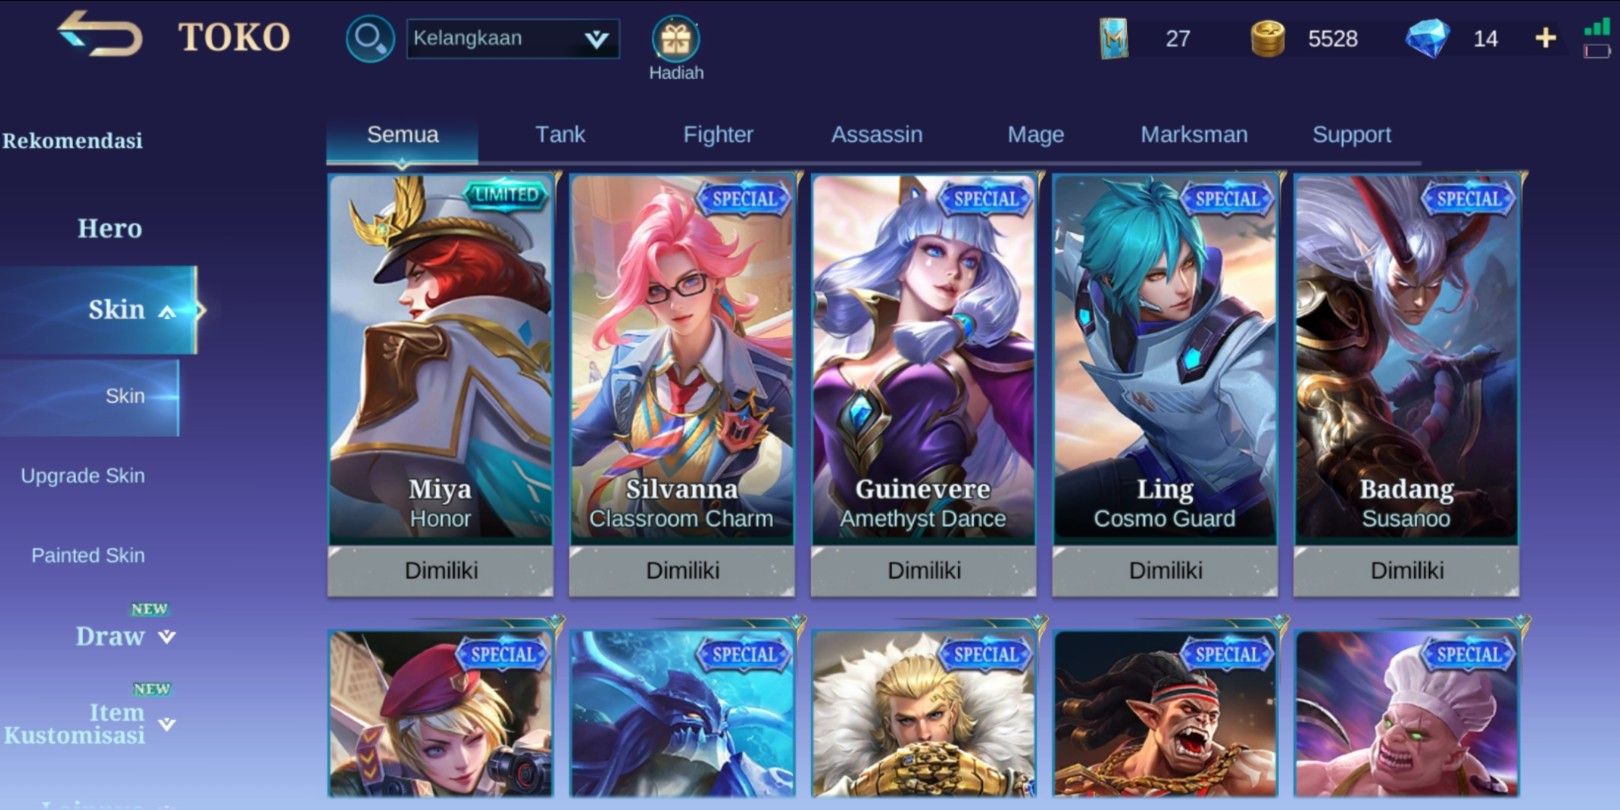 TOKO
Kelangkaan
Hadiah
27
5528
14
Rekomendasi
Hero
Skin
Skin
Upgrade Skin
Painted Skin
NEW
Draw
NEW
Item
Kustomisasi
Semua
Tank
Fighter
Assassin
Mage
Marksman
Support
LIMITED
Miya
Honor
Dimiliki
SPECIAL
Silvanna
Classroom Charm
Dimiliki
SPECIAL
Guinevere
Amethyst Dance
Dimiliki
SPECIAL
Ling
Cosmo Guard
Dimiliki
SPECIAL
Badang
Susanoo
Dimiliki
SPECIAL
SPECIAL
SPECIAL
SPECIAL
SPECIAL